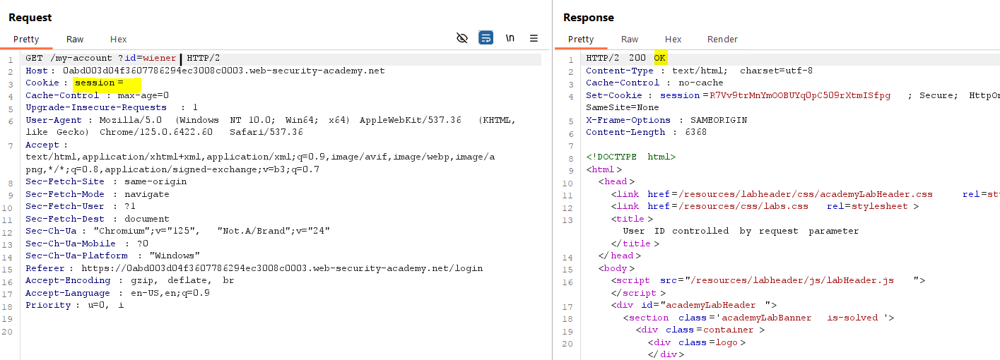 Request
Pretty Raw Hex \n
1 GET /my-account ?id=wiener HTTP/2
2 Host : 0abd003d04f3607786294ec3008c0003.web-security-academy.net
3 Cookie : session =
4 Cache-Control : max-age=0
5 Upgrade-Insecure-Requests : 1
6 User-Agent : Mozilla/5.0 (Windows NT 10.0; Win64; x64) AppleWebKit/537.36 (KHTML,
like Gecko) Chrome/125.0.6422.60 Safari/537.36
7 Accept :
text/html,application/xhtml+xml,application/xml;q=0.9,image/avif,image/webp,image/a
png,*/*;q=0.8,application/signed-exchange;v=b3;q=0.7
8 Sec-Fetch-Site : same-origin
9 Sec-Fetch-Mode : navigate
10 Sec-Fetch-User : ?1
11 Sec-Fetch-Dest : document
12 Sec-Ch-Ua : "Chromium";v="125", "Not.A/Brand";v="24"
13 Sec-Ch-Ua-Mobile : ?0
14 Sec-Ch-Ua-Platform : "Windows"
15 Referer : https://0abd003d04f3607786294ec3008c0003.web-security-academy.net/login
16 Accept-Encoding : gzip, deflate, br
17 Accept-Language : en-US,en;q=0.9
18 Priority : u=0, i
19
20
Response
Pretty Raw Hex Render
1 HTTP/2 200 OK
2 Content-Type : text/html; charset=utf-8
3 Cache-Control : no-cache
4 Set-Cookie : session=R7Vv9trMnYmOOBUYq0pC509rXtmISfpg ; Secure; HttpOn
SameSite=None
5 X-Frame-Options : SAMEORIGIN
6 Content-Length : 6368
7
8 <!DOCTYPE html>
9 <html>
10 <head>
11 <link href=/resources/labheader/css/academyLabHeader.css rel=st
12 <link href=/resources/css/labs.css rel=stylesheet >
13 <title>
User ID controlled by request parameter
</title>
14 </head>
15 <body>
16 <script src="/resources/labheader/js/labHeader.js ">
</script>
17 <div id="academyLabHeader ">
18 <section class='academyLabBanner is-solved '>
19 <div class=container >
20 <div class=logo>
</div>